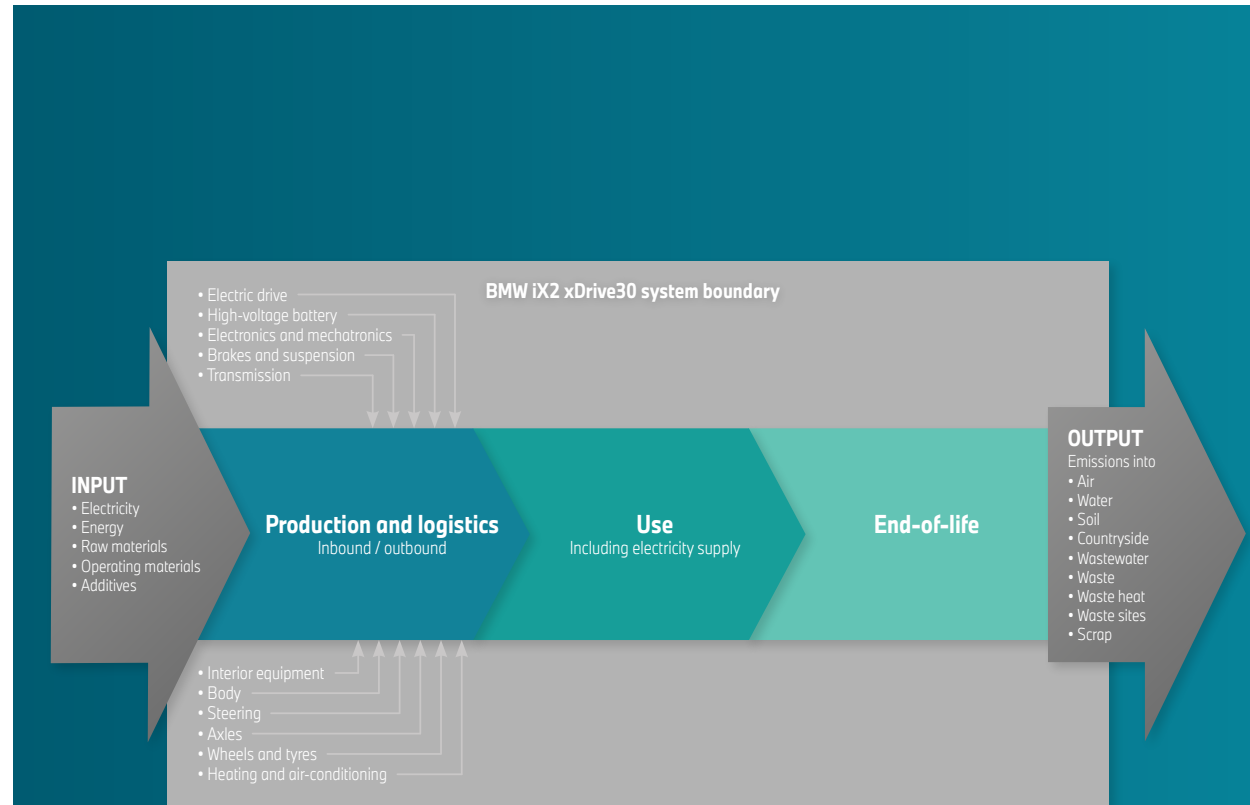 BMW iX2 xDrive30 system boundary
• Electric drive
• High-voltage battery
• Electronics and mechatronics
• Brakes and suspension
• Transmission
INPUT
• Electricity
• Energy
• Raw materials
• Operating materials
• Additives
Production and logistics
Inbound / outbound
Use
Including electricity supply
End-of-life
OUTPUT
Emissions into
• Air
• Water
• Soil
• Countryside
• Wastewater
• Waste
• Waste heat
• Waste sites
• Scrap
• Interior equipment
• Body
• Steering
• Axles
• Wheels and tyres
• Heating and air-conditioning